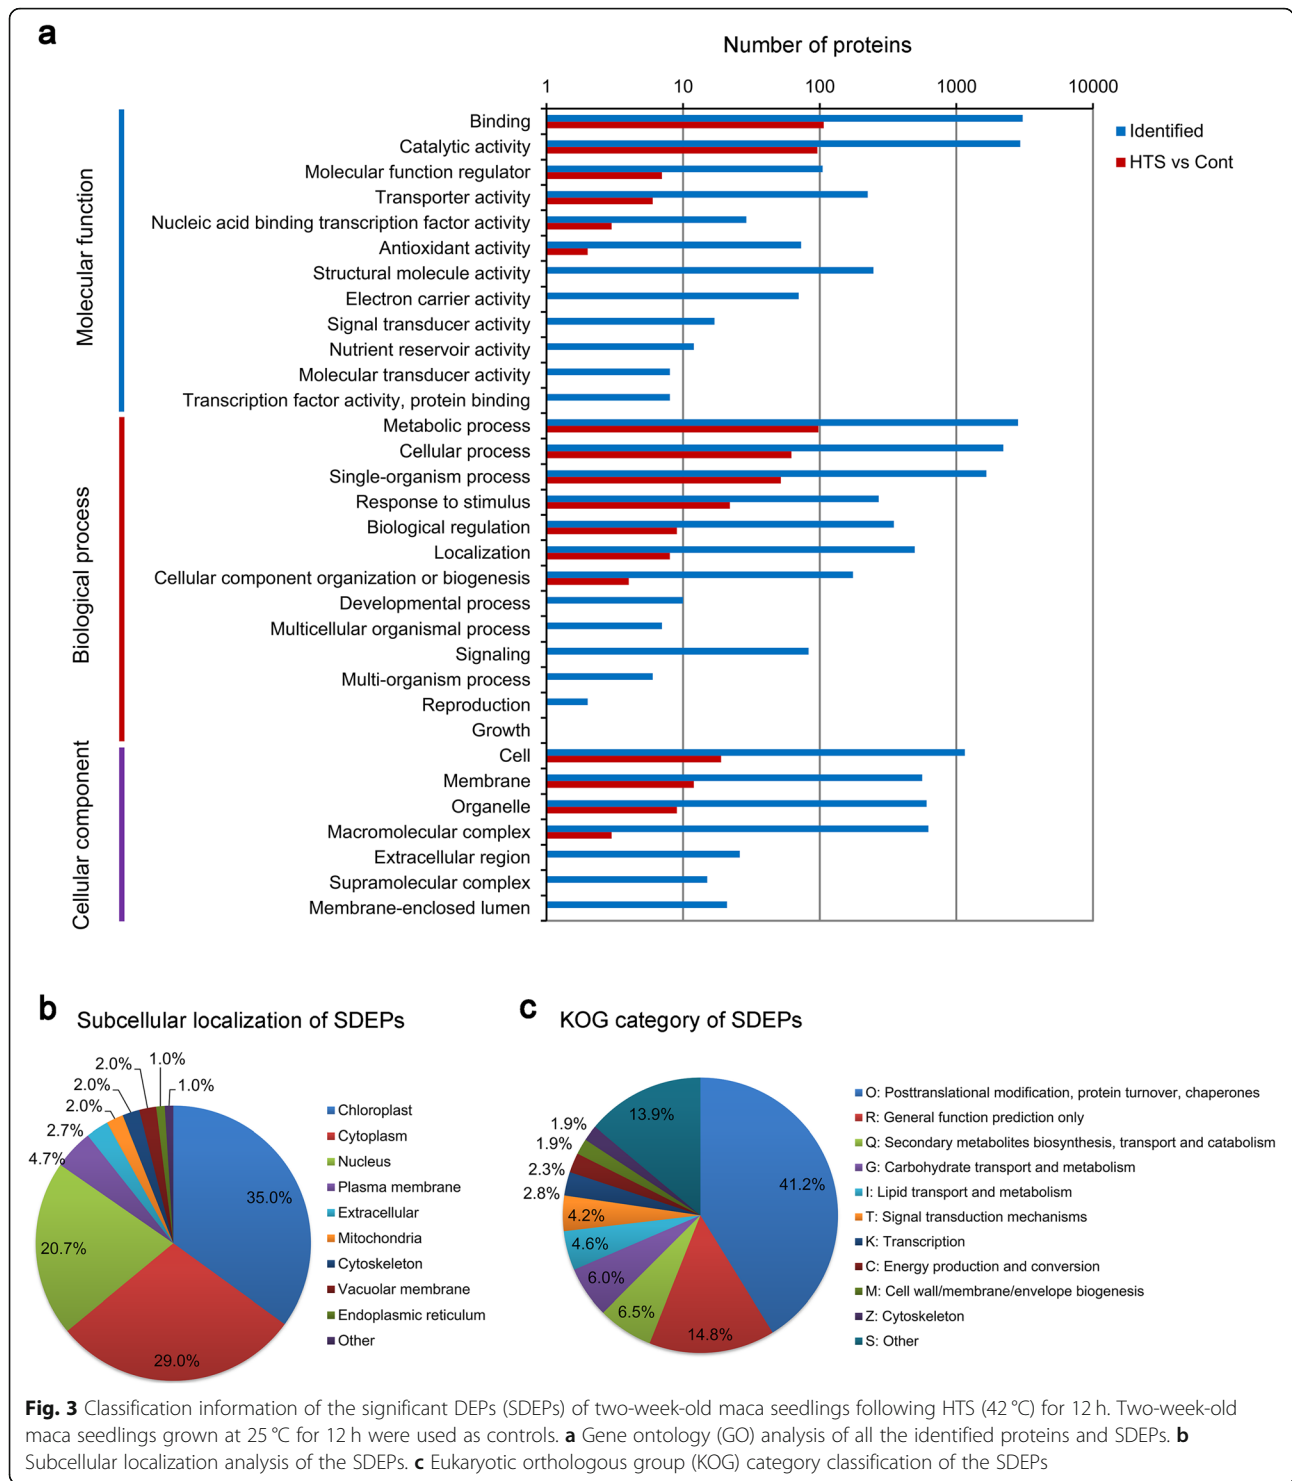 a
Number of proteins
1 10 100 1000 10000
Identified
HTS vs Cont
Molecular function
Binding
Catalytic activity
Molecular function regulator
Transporter activity
Nucleic acid binding transcription factor activity
Antioxidant activity
Structural molecule activity
Electron carrier activity
Signal transducer activity
Nutrient reservoir activity
Molecular transducer activity
Transcription factor activity, protein binding
Biological process
Metabolic process
Cellular process
Single-organism process
Response to stimulus
Biological regulation
Localization
Cellular component organization or biogenesis
Developmental process
Multicellular organismal process
Signaling
Multi-organism process
Reproduction
Growth
Cellular component
Cell
Membrane
Organelle
Macromolecular complex
Extracellular region
Supramolecular complex
Membrane-enclosed lumen
b
Subcellular localization of SDEPs
35.0%
29.0%
20.7%
4.7%
2.7%
2.0%
2.0%
2.0%
1.0%
1.0%
Chloroplast
Cytoplasm
Nucleus
Plasma membrane
Extracellular
Mitochondria
Cytoskeleton
Vacuolar membrane
Endoplasmic reticulum
Other
c
KOG category of SDEPs
41.2%
14.8%
6.5%
6.0%
4.6%
4.2%
2.8%
2.3%
1.9%
1.9%
13.9%
O: Posttranslational modification, protein turnover, chaperones
R: General function prediction only
Q: Secondary metabolites biosynthesis, transport and catabolism
G: Carbohydrate transport and metabolism
I: Lipid transport and metabolism
T: Signal transduction mechanisms
K: Transcription
C: Energy production and conversion
M: Cell wall/membrane/envelope biogenesis
Z: Cytoskeleton
S: Other
Fig. 3 Classification information of the significant DEPs (SDEPs) of two-week-old maca seedlings following HTS (42 °C) for 12 h. Two-week-old
maca seedlings grown at 25 °C for 12 h were used as controls. a Gene ontology (GO) analysis of all the identified proteins and SDEPs. b
Subcellular localization analysis of the SDEPs. c Eukaryotic orthologous group (KOG) category classification of the SDEPs